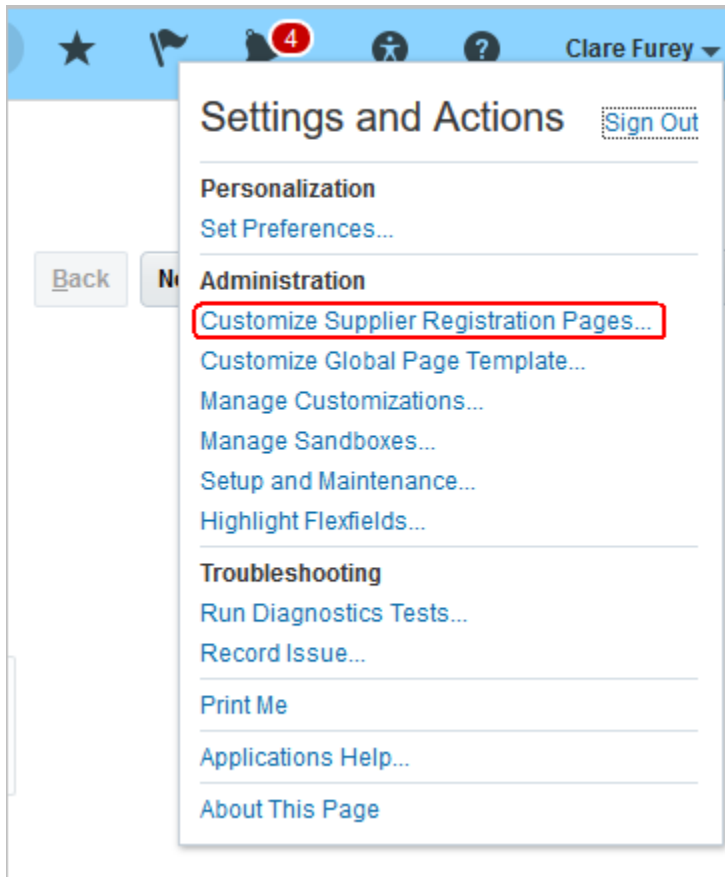 4
Clare Furey
Settings and Actions Sign Out
Personalization
Set Preferences...
Back
Administration
Customize Supplier Registration Pages...
Customize Global Page Template...
Manage Customizations...
Manage Sandboxes...
Setup and Maintenance...
Highlight Flexfields...
Troubleshooting
Run Diagnostics Tests...
Record Issue...
Print Me
Applications Help...
About This Page